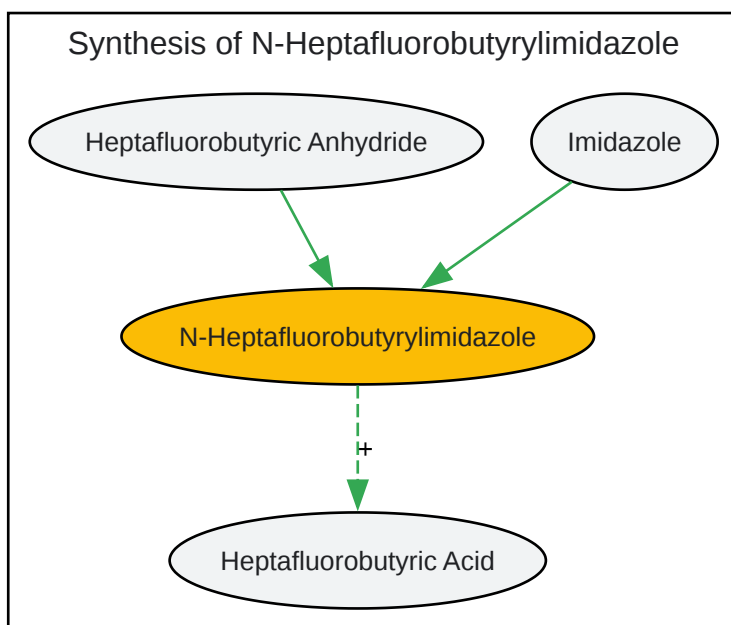 Synthesis of N-Heptafluorobutyrylimidazole
Heptafluorobutyric Anhydride
Imidazole
N-Heptafluorobutyrylimidazole
+
Heptafluorobutyric Acid